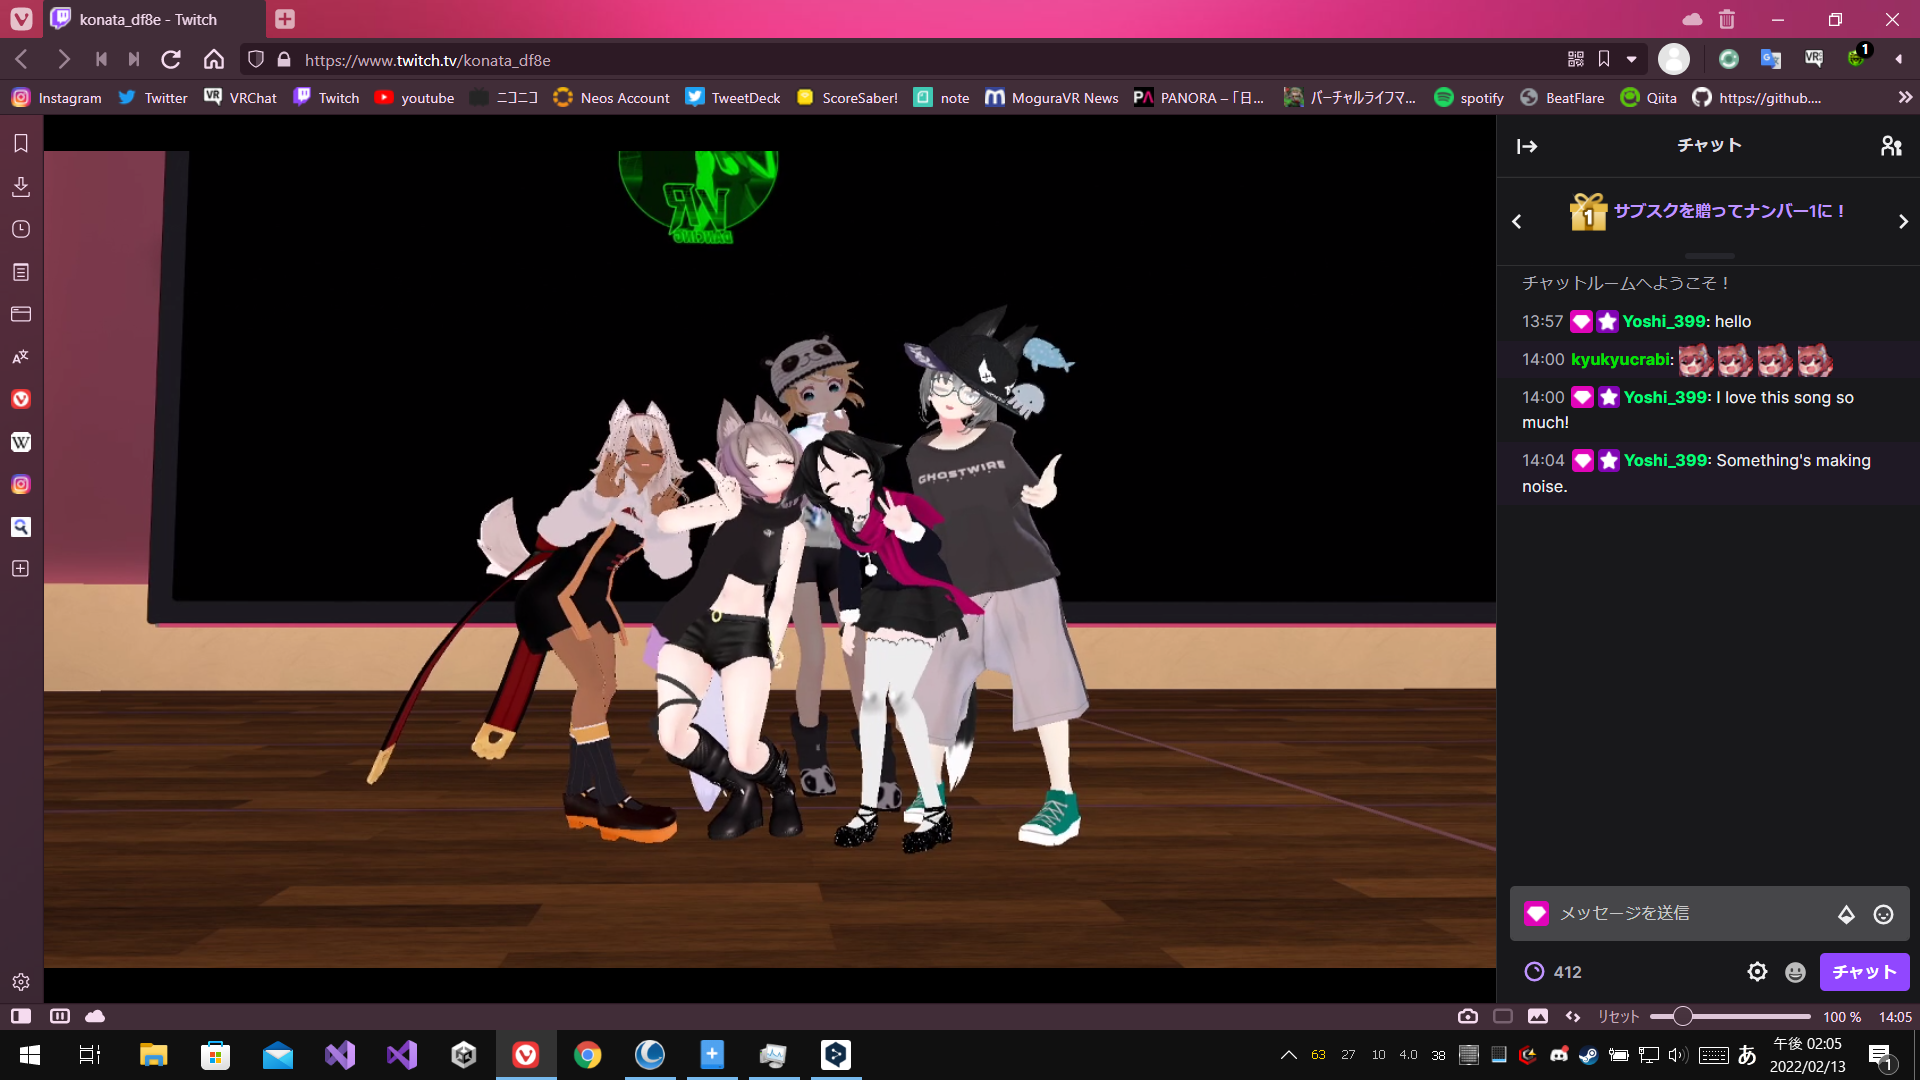 konata_df8e - Twitch
https://www.twitch.tv/konata_df8e
1
Instagram
Twitter
VRChat
Twitch
youtube
ニコニコ
Neos Account
TweetDeck
ScoreSaber!
note
MoguraVR News
PANORA – 「日...
バーチャルライフマ...
spotify
BeatFlare
Qiita
https://github....
チャット
1
サブスクを贈ってナンバー1に！
チャットルームへようこそ！
13:57 Yoshi_399: hello
14:00 kyukyucrabi:
14:00 Yoshi_399: I love this song so
much!
14:04 Yoshi_399: Something's making
noise.
VR
DANCING
GHOSTWIRE
メッセージを送信
412
チャット
リセット
100 %
14:05
63 27 10 4.0 38
あ
午後 02:05
2022/02/13
1